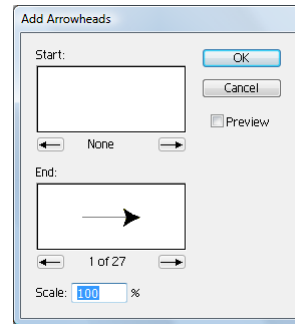 Add Arrowheads
Start:
OK
Cancel
Preview
None
End:
1 of 27
Scale: 100 %